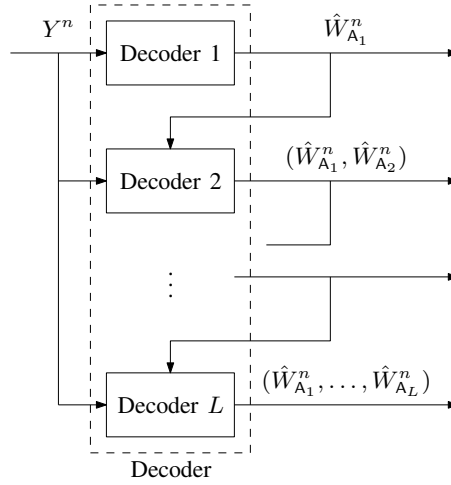 Y^n
Decoder 1
Ŵ^n_{A_1}
Decoder 2
(Ŵ^n_{A_1}, Ŵ^n_{A_2})
⋮
Decoder L
(Ŵ^n_{A_1}, . . . , Ŵ^n_{A_L})
Decoder